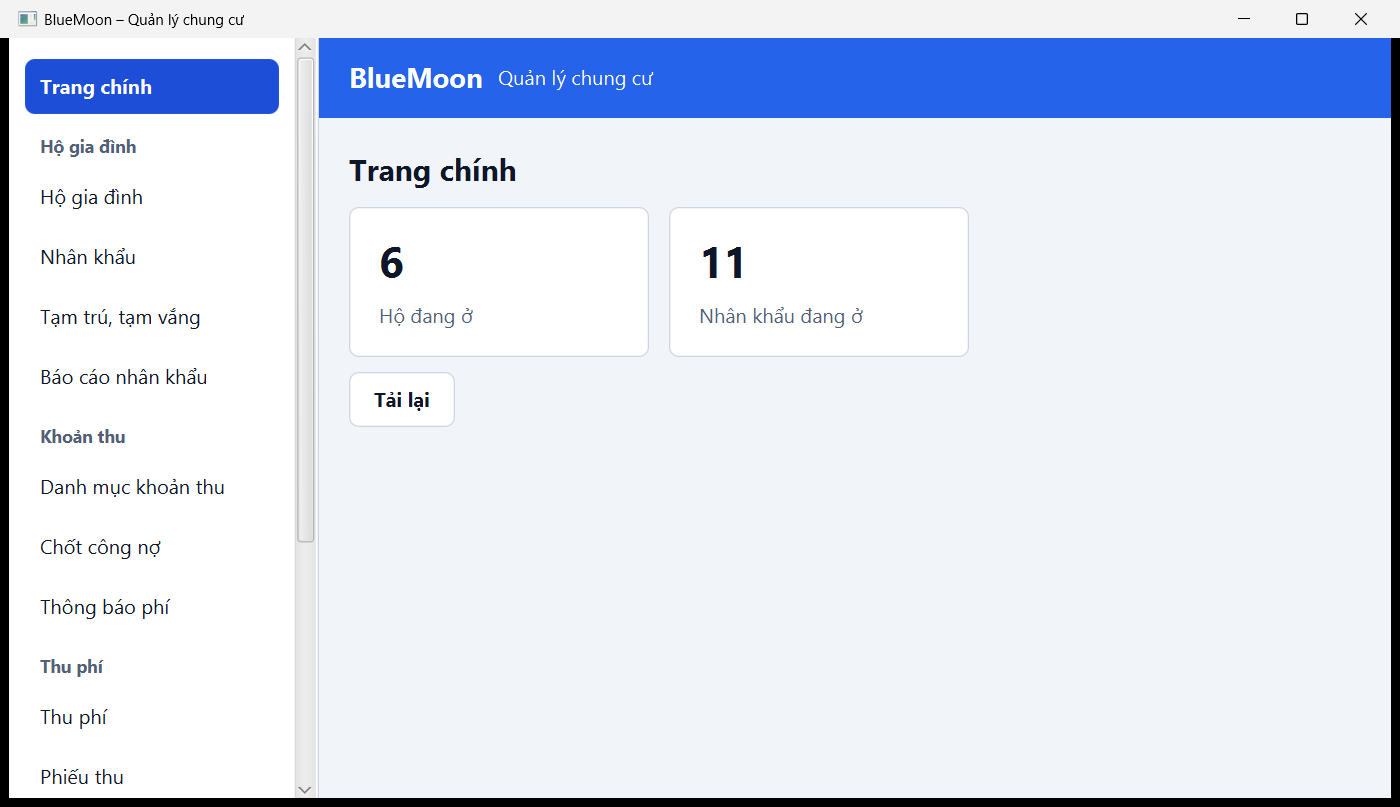 BlueMoon – Quản lý chung cư
Trang chính
Hộ gia đình
Hộ gia đình
Nhân khẩu
Tạm trú, tạm vắng
Báo cáo nhân khẩu
Khoản thu
Danh mục khoản thu
Chốt công nợ
Thông báo phí
Thu phí
Thu phí
Phiếu thu
BlueMoon Quản lý chung cư
Trang chính
6
Hộ đang ở
11
Nhân khẩu đang ở
Tải lại